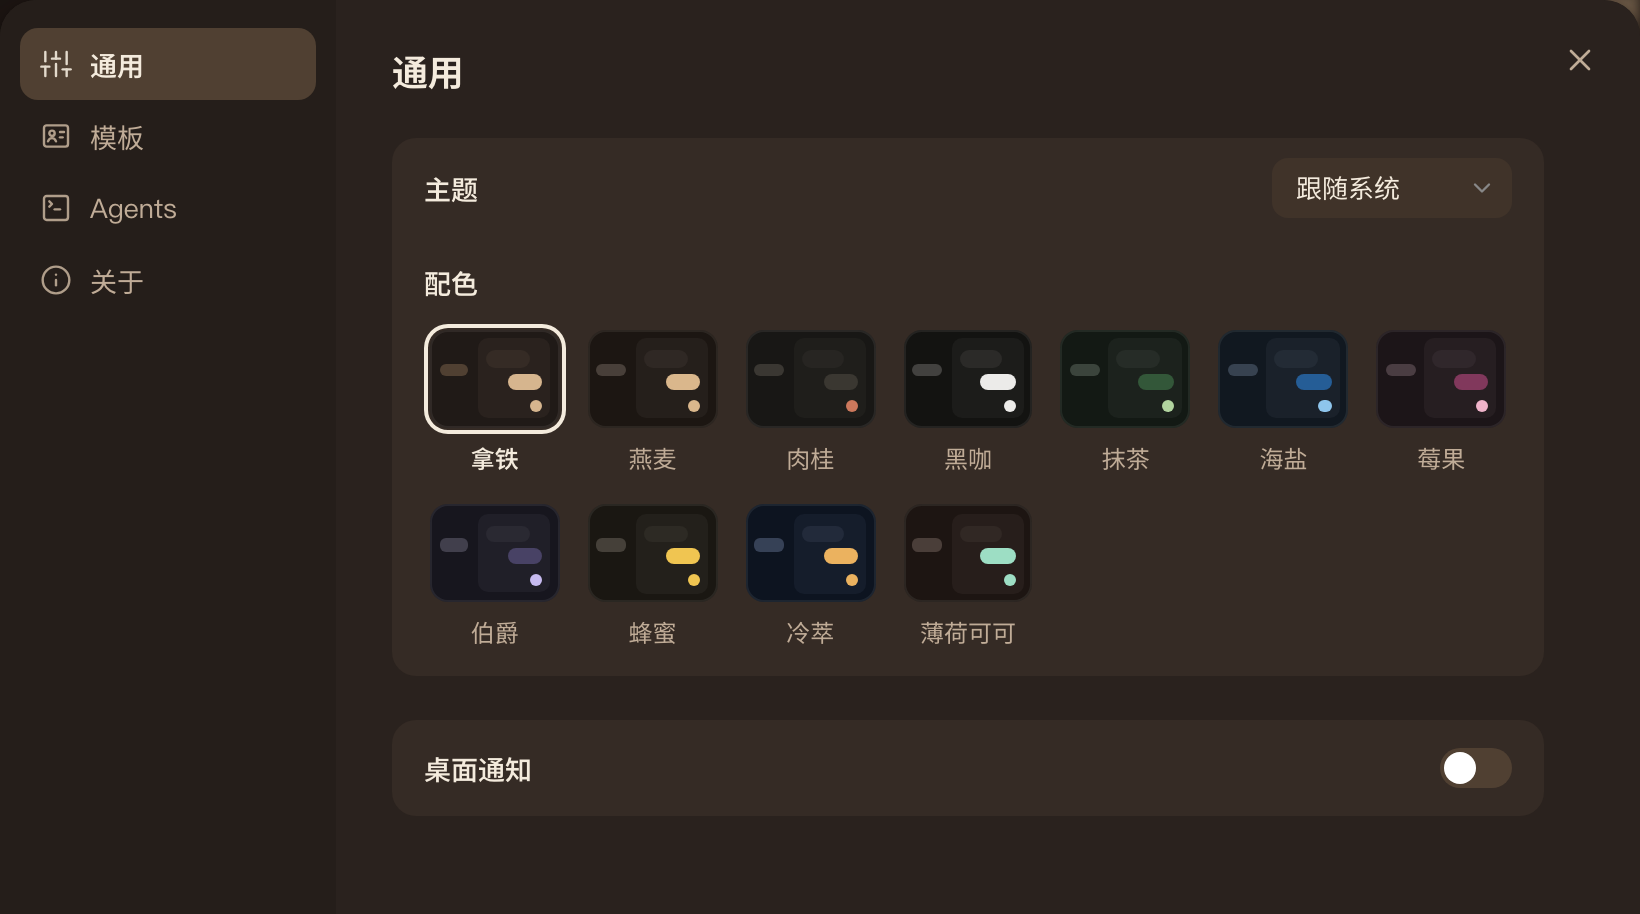 通用
模板
Agents
关于
通用
主题
跟随系统
配色
拿铁
燕麦
肉桂
黑咖
抹茶
海盐
莓果
伯爵
蜂蜜
冷萃
薄荷可可
桌面通知